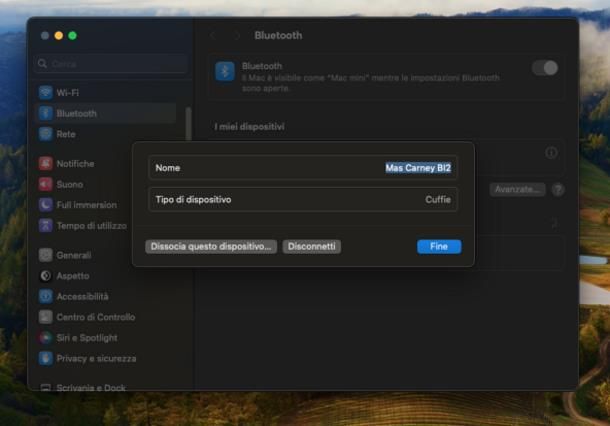 Bluetooth
Cerca
Bluetooth
Il Mac è visibile come "Mac mini" mentre le impostazioni Bluetooth
sono aperte.
Wi-Fi
Bluetooth
Rete
I miei dispositivi
Notifiche
Suono
Full immersion
Tempo di utilizzo
Generali
Aspetto
Accessibilità
Centro di Controllo
Siri e Spotlight
Privacy e sicurezza
Scrivania e Dock
Avanzate... ?
Nome Mas Carney BI2
Tipo di dispositivo Cuffie
Dissocia questo dispositivo... Disconnetti Fine